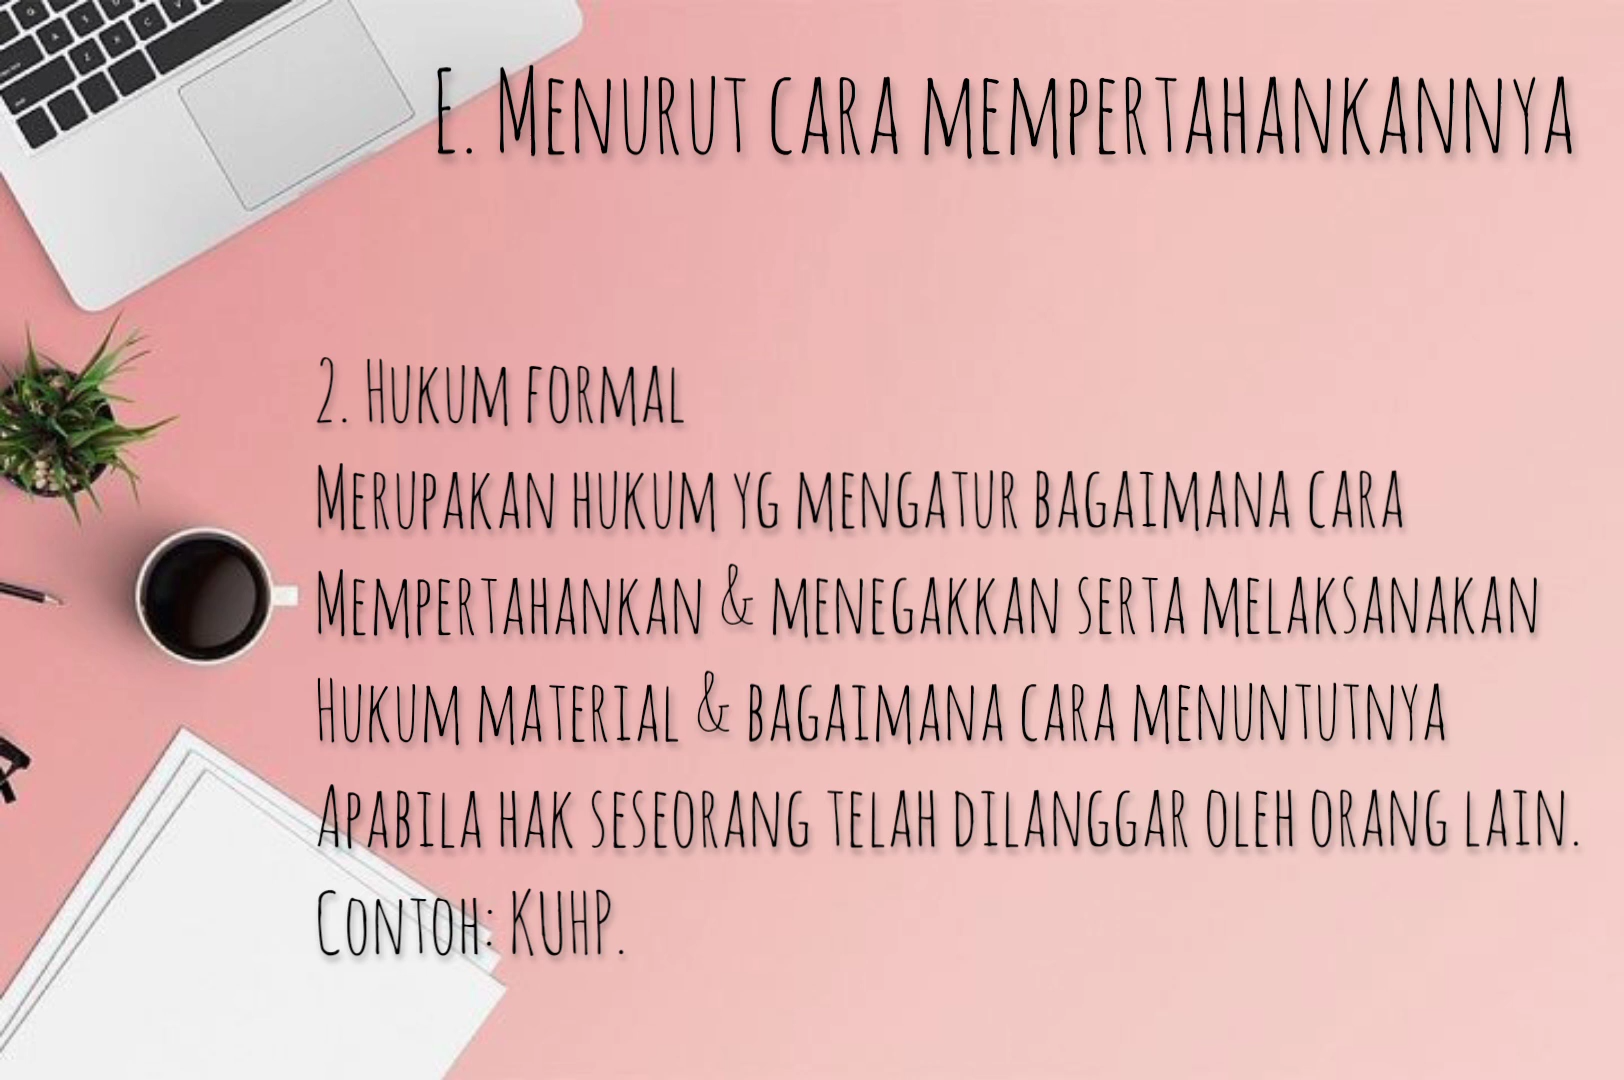 E. Menurut cara mempertahankannya
2. Hukum formal
Merupakan hukum yg mengatur bagaimana cara
Mempertahankan & menegakkan serta melaksanakan
Hukum material & bagaimana cara menuntutnya
Apabila hak seseorang telah dilanggar oleh orang lain.
Contoh: KUHP.